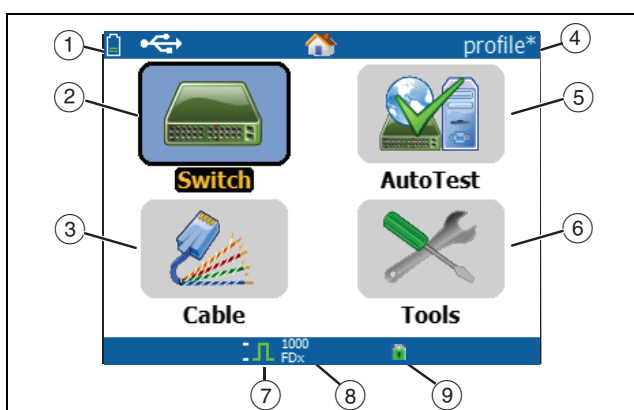 ① profile* ④
② ⑤
Switch AutoTest
③ ⑥
Cable Tools
1000
FDx
⑦ ⑧ ⑨